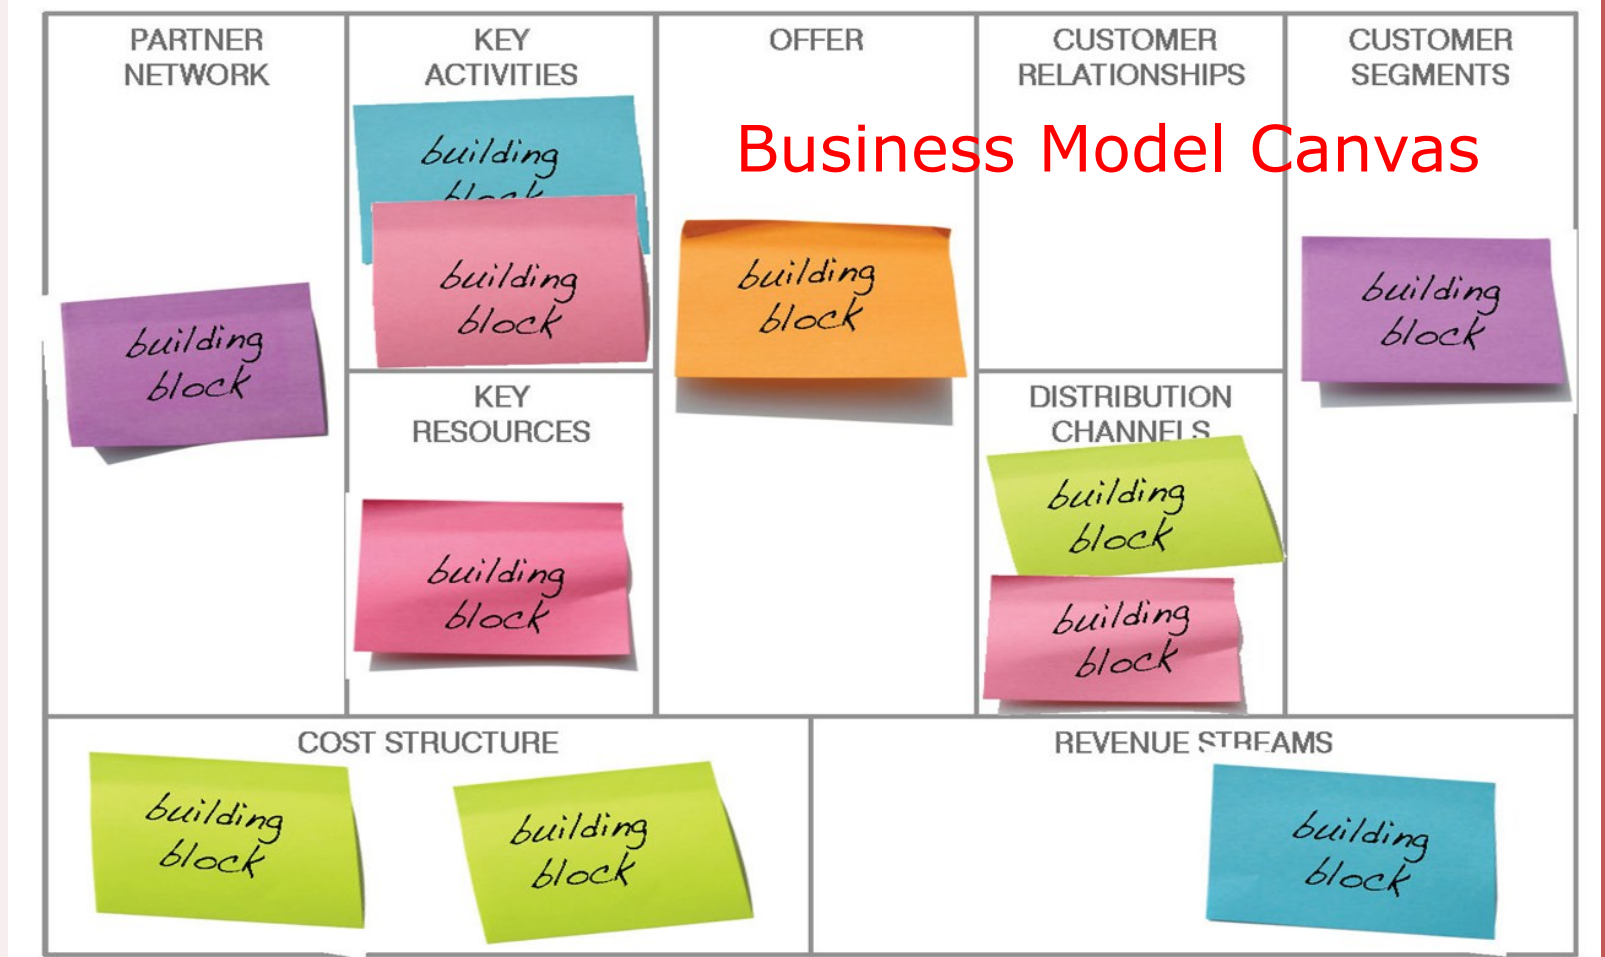 PARTNER
NETWORK
KEY
ACTIVITIES
building
block
building
block
OFFER
CUSTOMER
RELATIONSHIPS
CUSTOMER
SEGMENTS
Business Model Canvas
building
block
building
block
building
block
KEY
RESOURCES
building
block
DISTRIBUTION
CHANNELS
building
block
building
block
COST STRUCTURE
building
block
building
block
REVENUE STREAMS
building
block